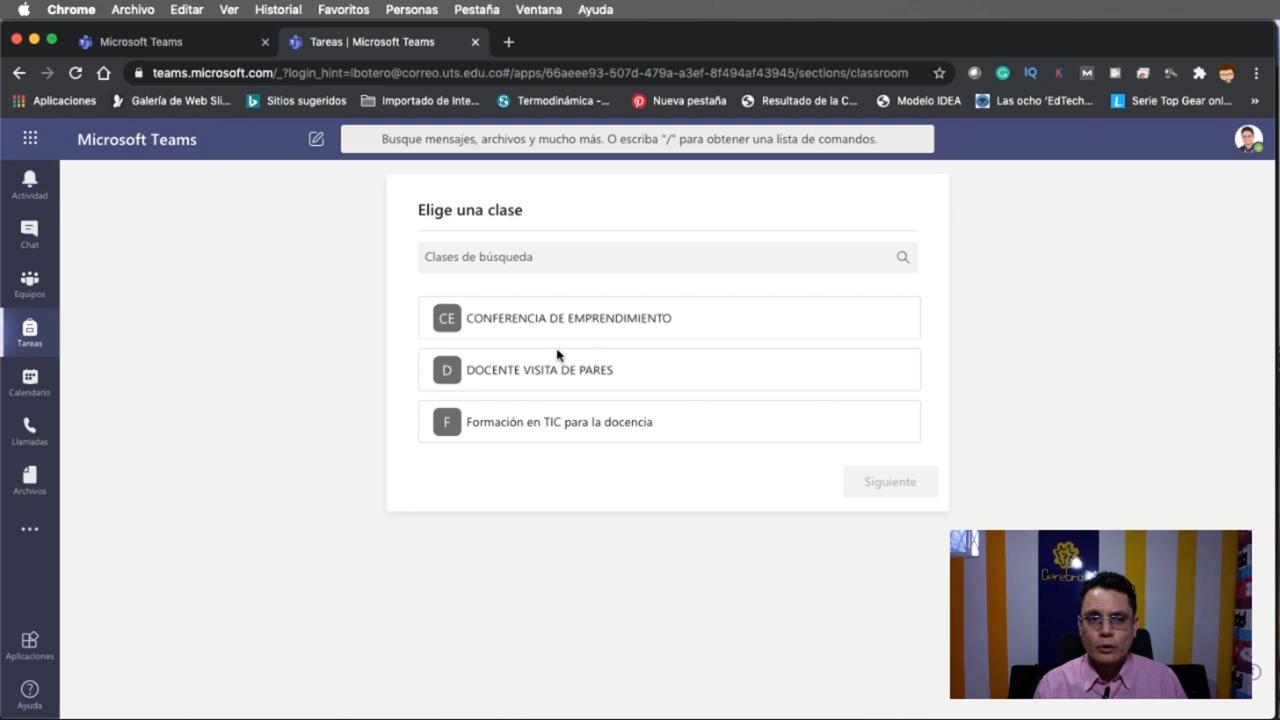 Chrome Archivo Editar Ver Historial Favoritos Personas Pestaña Ventana Ayuda
Microsoft Teams
Tareas | Microsoft Teams
teams.microsoft.com/_?login_hint=lbotero@correo.uts.edu.co#/apps/66aeee93-507d-479a-a3ef-8f494af43945/sections/classroom
Aplicaciones Galería de Web Sli... Sitios sugeridos Importado de Inte... Termodinámica -... Nueva pestaña Resultado de la C... Modelo IDEA Las ocho ‘EdTech... Serie Top Gear onl... »
Microsoft Teams
Busque mensajes, archivos y mucho más. O escriba "/" para obtener una lista de comandos.
Actividad
Chat
Equipos
Tareas
Calendario
Llamadas
Archivos
Aplicaciones
Ayuda
Elige una clase
Clases de búsqueda
CE CONFERENCIA DE EMPRENDIMIENTO
D DOCENTE VISITA DE PARES
F Formación en TIC para la docencia
Siguiente